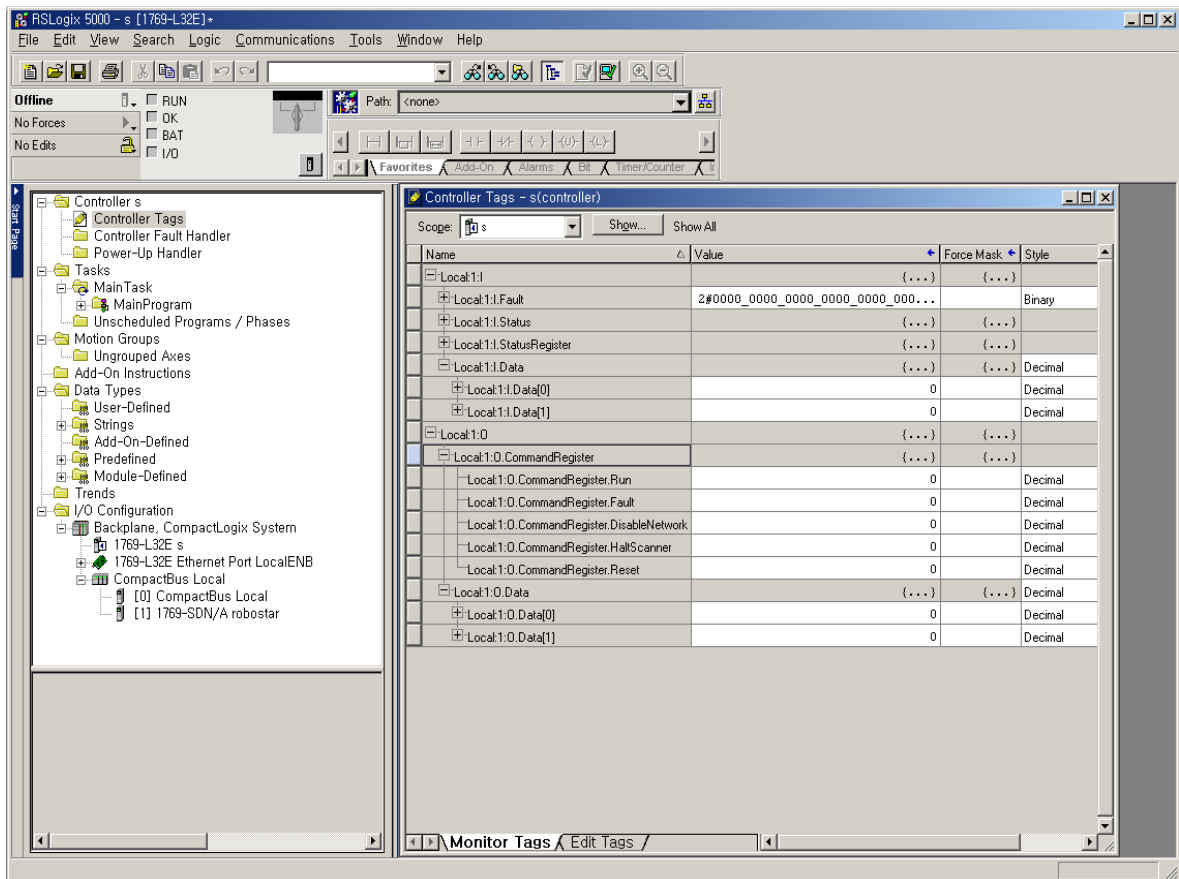 RSLogix 5000 - s [1769-L32E]*
File Edit View Search Logic Communications Tools Window Help
Offline
RUN
Path: <none>
No Forces
OK
No Edits
BAT
I/O
Favorites Add-On Alarms Bit Timer/Counter
Start Page
Controller s
Controller Tags
Controller Fault Handler
Power-Up Handler
Tasks
MainTask
MainProgram
Unscheduled Programs / Phases
Motion Groups
Ungrouped Axes
Add-On Instructions
Data Types
User-Defined
Strings
Add-On-Defined
Predefined
Module-Defined
Trends
I/O Configuration
Backplane, CompactLogix System
1769-L32E s
1769-L32E Ethernet Port LocalENB
CompactBus Local
[0] CompactBus Local
[1] 1769-SDN/A robostar
Controller Tags - s(controller)
Scope: s Show... Show All
Name Value Force Mask Style
Local:1:I {...} {...}
Local:1:I.Fault 2#0000_0000_0000_0000_0000_000... Binary
Local:1:I.Status {...} {...}
Local:1:I.StatusRegister {...} {...}
Local:1:I.Data {...} {...} Decimal
Local:1:I.Data[0] 0 Decimal
Local:1:I.Data[1] 0 Decimal
Local:1:O {...} {...}
Local:1:O.CommandRegister {...} {...}
Local:1:O.CommandRegister.Run 0 Decimal
Local:1:O.CommandRegister.Fault 0 Decimal
Local:1:O.CommandRegister.DisableNetwork 0 Decimal
Local:1:O.CommandRegister.HaltScanner 0 Decimal
Local:1:O.CommandRegister.Reset 0 Decimal
Local:1:O.Data {...} {...} Decimal
Local:1:O.Data[0] 0 Decimal
Local:1:O.Data[1] 0 Decimal
Monitor Tags Edit Tags